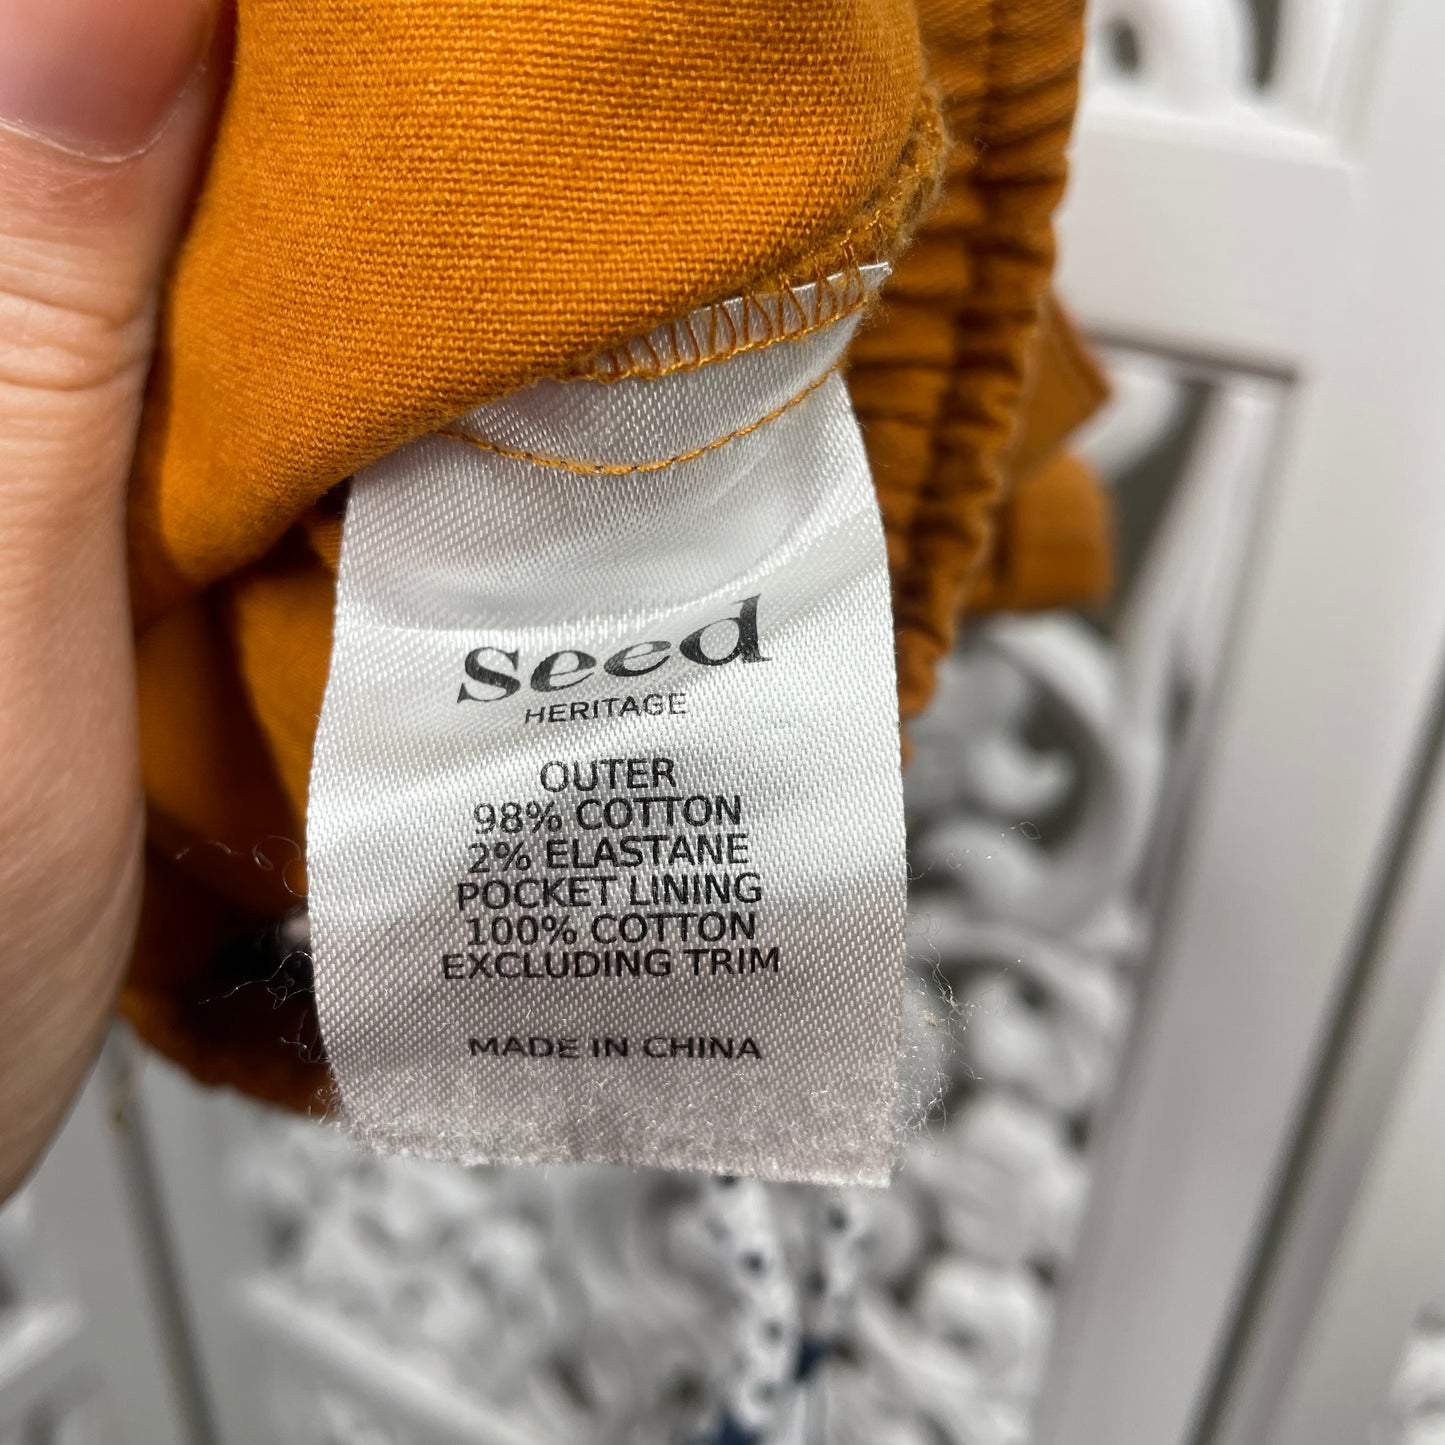 seed
HERITAGE
OUTER
98% COTTON
2% ELASTANE
POCKET LINING
100% COTTON
EXCLUDING TRIM
MADE IN CHINA